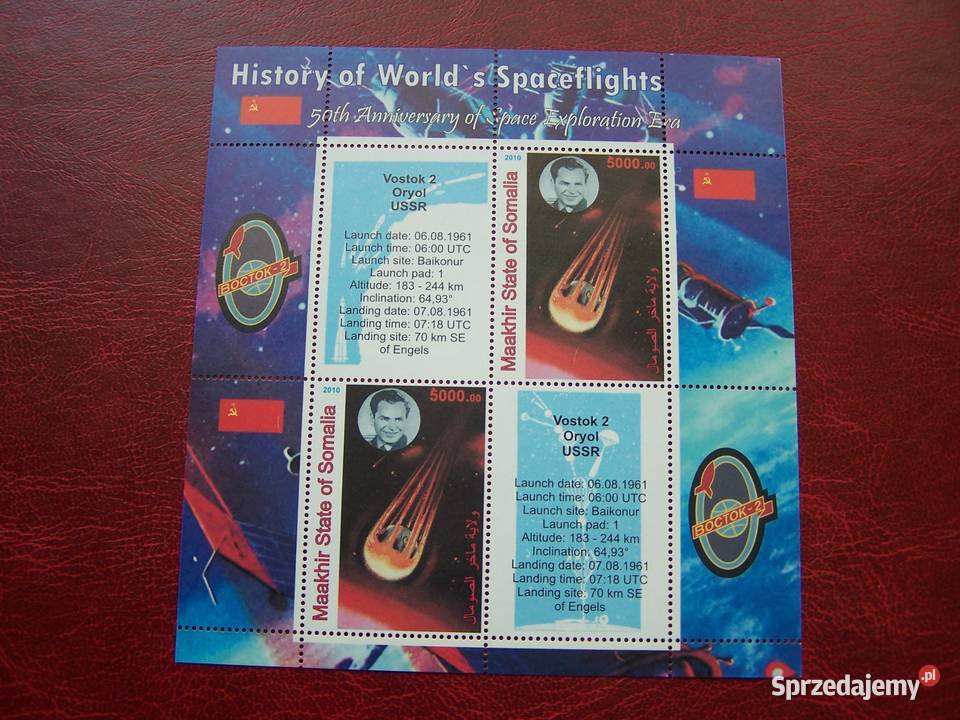 History of World`s Spaceflights
50th Anniversary of Space Exploration Era
Vostok 2
Oryol
USSR
Launch date: 06.08.1961
Launch time: 06:00 UTC
Launch site: Baikonur
Launch pad: 1
Altitude: 183 - 244 km
Inclination: 64,93°
Landing date: 07.08.1961
Landing time: 07:18 UTC
Landing site: 70 km SE
of Engels
2010
5000.00
Maakhir State of Somalia
ولاية ماخر الصومال
ВОСТОК-2
2010
5000.00
Maakhir State of Somalia
ولاية ماخر الصومال
Vostok 2
Oryol
USSR
Launch date: 06.08.1961
Launch time: 06:00 UTC
Launch site: Baikonur
Launch pad: 1
Altitude: 183 - 244 km
Inclination: 64,93°
Landing date: 07.08.1961
Landing time: 07:18 UTC
Landing site: 70 km SE
of Engels
ВОСТОК-2
Sprzedajemy.pl